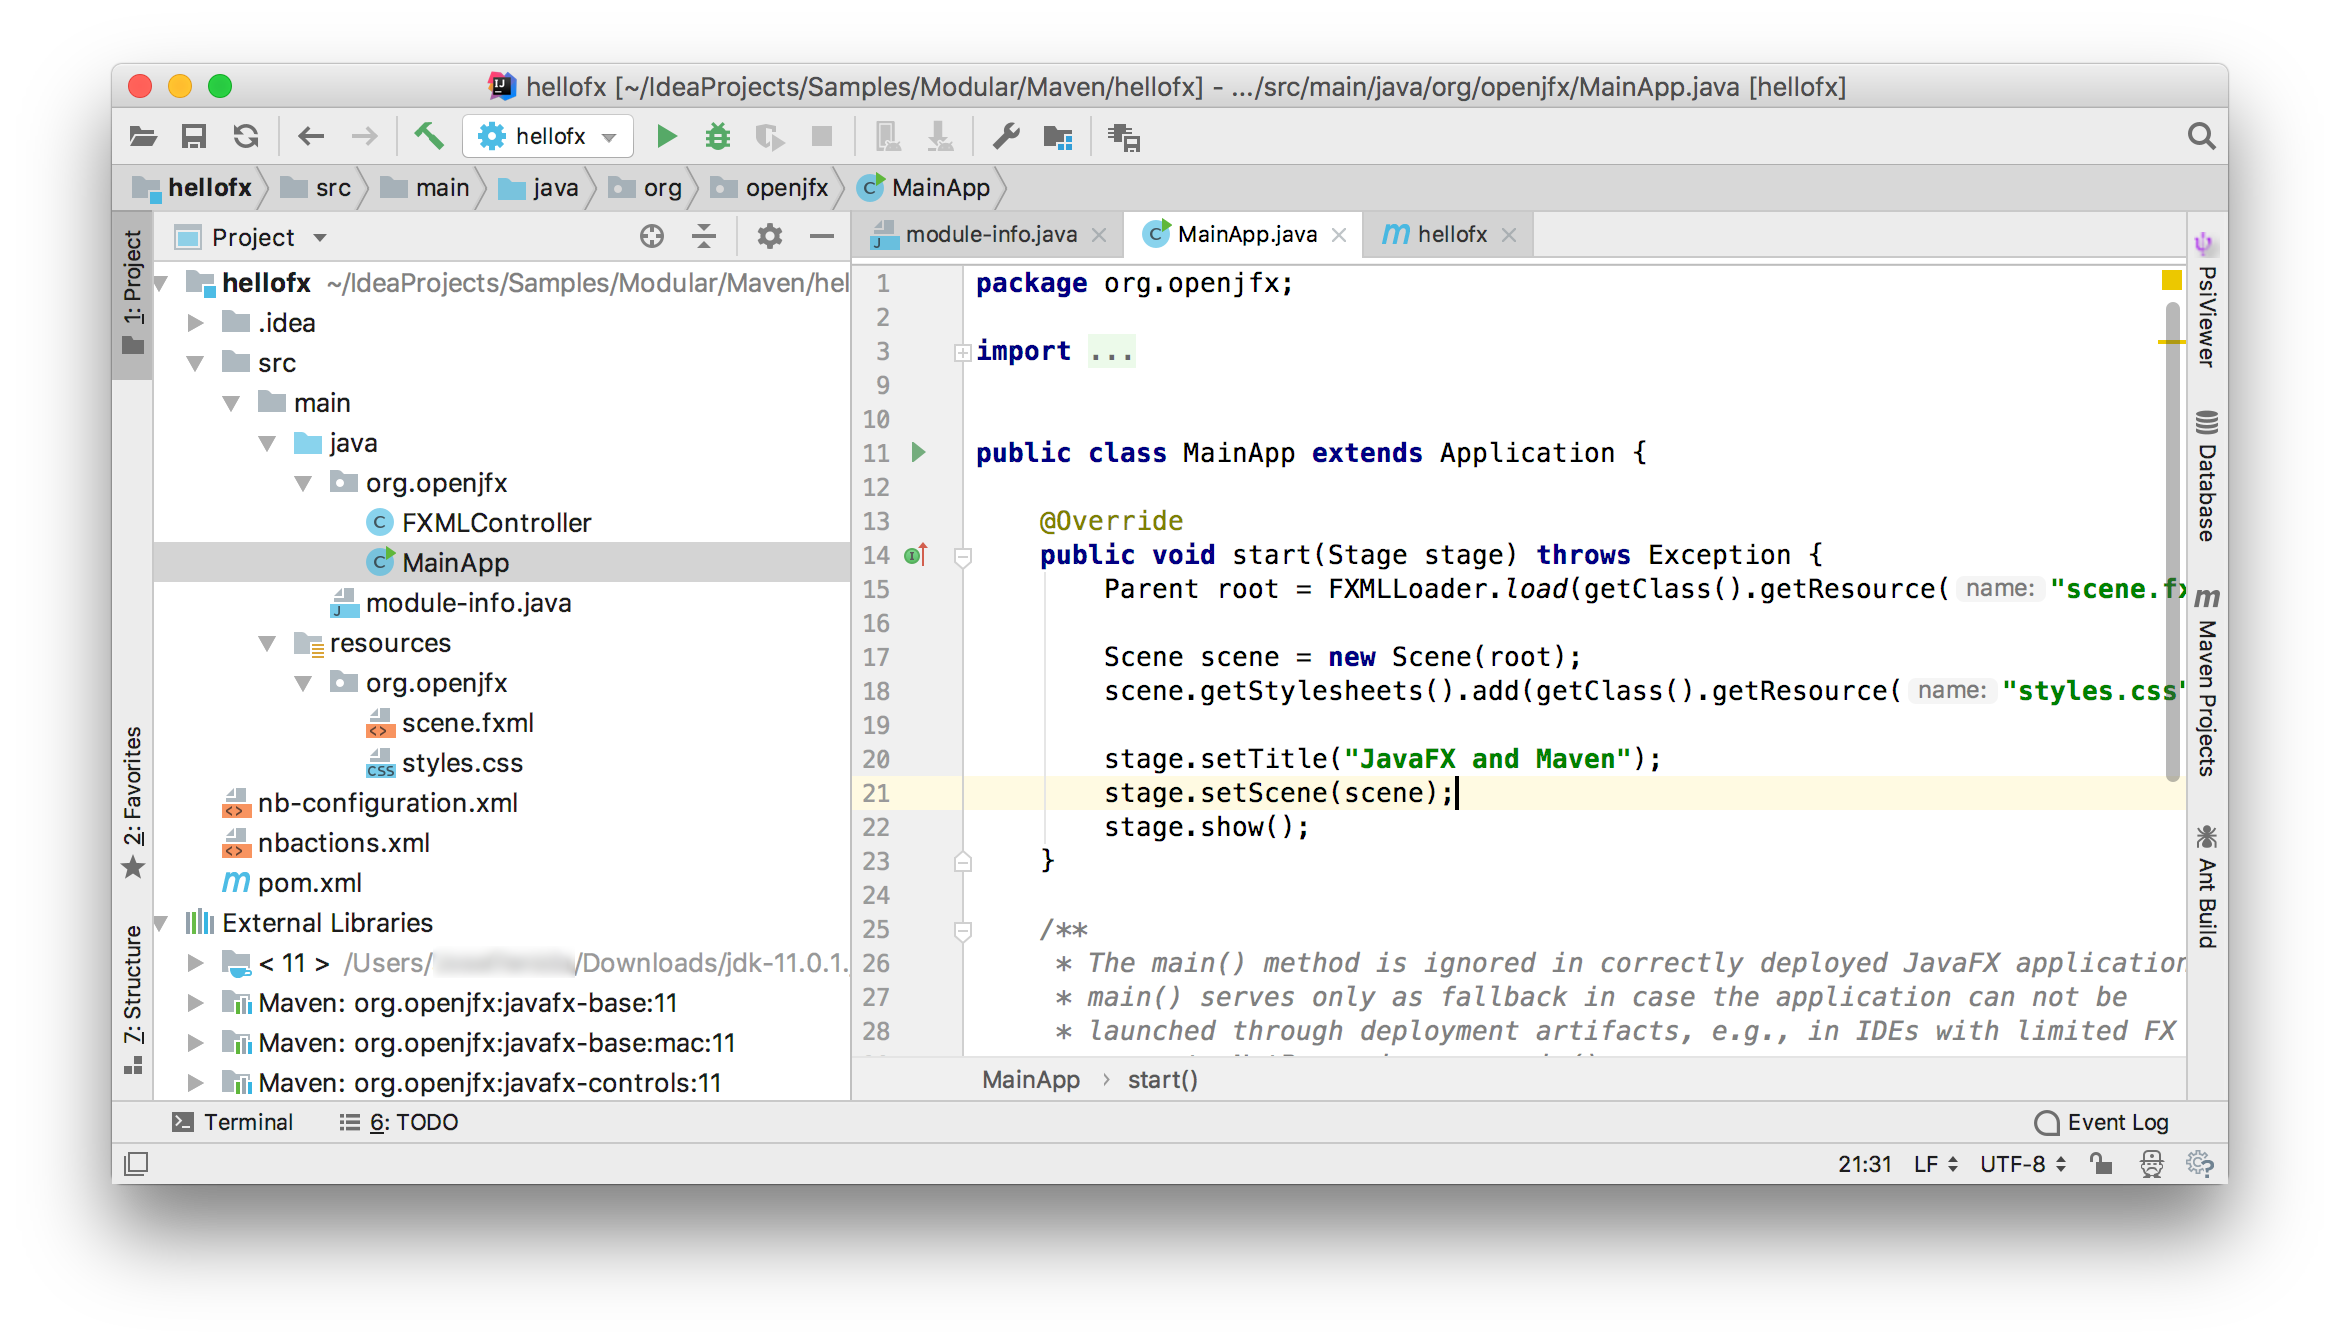 hellofx [~/IdeaProjects/Samples/Modular/Maven/hellofx] - .../src/main/java/org/openjfx/MainApp.java [hellofx]
hellofx
hellofx src main java org openjfx MainApp
1: Project
2: Favorites
7: Structure
Project
hellofx ~/IdeaProjects/Samples/Modular/Maven/hel
.idea
src
main
java
org.openjfx
FXMLController
MainApp
module-info.java
resources
org.openjfx
scene.fxml
styles.css
nb-configuration.xml
nbactions.xml
pom.xml
External Libraries
< 11 > /Users/ /Downloads/jdk-11.0.1.
Maven: org.openjfx:javafx-base:11
Maven: org.openjfx:javafx-base:mac:11
Maven: org.openjfx:javafx-controls:11
module-info.java MainApp.java hellofx
1 package org.openjfx;
2
3 import ...
9
10
11 public class MainApp extends Application {
12
13 @Override
14 public void start(Stage stage) throws Exception {
15 Parent root = FXMLLoader.load(getClass().getResource( name: "scene.fx
16
17 Scene scene = new Scene(root);
18 scene.getStylesheets().add(getClass().getResource( name: "styles.css"
19
20 stage.setTitle("JavaFX and Maven");
21 stage.setScene(scene);
22 stage.show();
23 }
24
25 /**
26 * The main() method is ignored in correctly deployed JavaFX application
27 * main() serves only as fallback in case the application can not be
28 * launched through deployment artifacts, e.g., in IDEs with limited FX
MainApp › start()
PsiViewer
Database
Maven Projects
Ant Build
Terminal 6: TODO Event Log
21:31 LF UTF-8